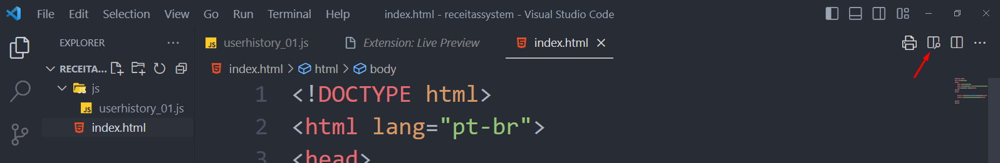 File Edit Selection View Go Run Terminal Help index.html - receitassystem - Visual Studio Code
EXPLORER
userhistory_01.js Extension: Live Preview index.html
RECEITA...
index.html > html > body
js
userhistory_01.js
index.html
1 <!DOCTYPE html>
2 <html lang="pt-br">
3 <head>